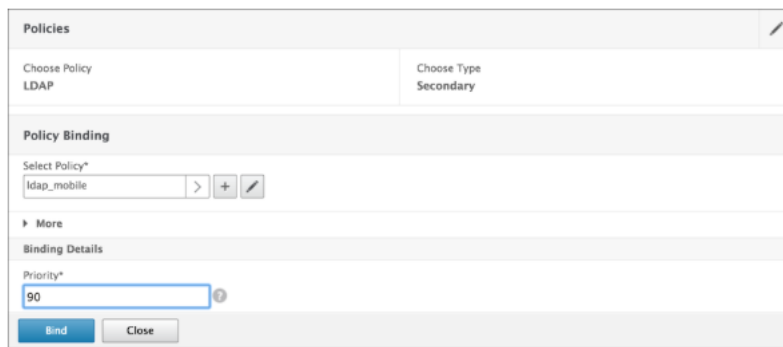 Policies
Choose Policy
LDAP
Choose Type
Secondary
Policy Binding
Select Policy*
ldap_mobile
More
Binding Details
Priority*
90
Bind Close